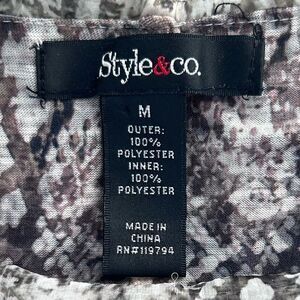 Style&co.
M
OUTER:
100%
POLYESTER
INNER:
100%
POLYESTER
MADE IN
CHINA
RN#119794